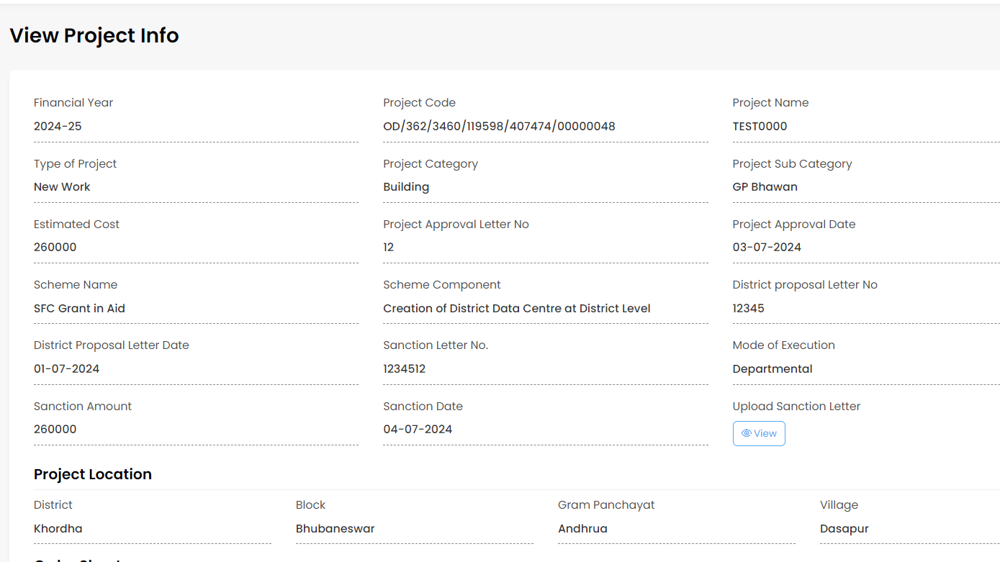 View Project Info
Financial Year
Project Code
Project Name
2024-25
OD/362/3460/119598/407474/00000048
TEST0000
Type of Project
Project Category
Project Sub Category
New Work
Building
GP Bhawan
Estimated Cost
Project Approval Letter No
Project Approval Date
260000
12
03-07-2024
Scheme Name
Scheme Component
District proposal Letter No
SFC Grant in Aid
Creation of District Data Centre at District Level
12345
District Proposal Letter Date
Sanction Letter No.
Mode of Execution
01-07-2024
1234512
Departmental
Sanction Amount
Sanction Date
Upload Sanction Letter
260000
04-07-2024
View
Project Location
District
Block
Gram Panchayat
Village
Khordha
Bhubaneswar
Andhrua
Dasapur